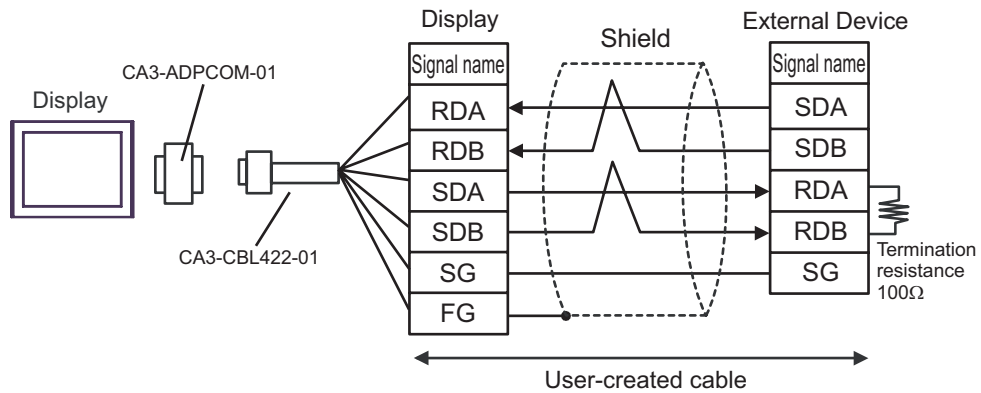 Display
External Device
Shield
Signal name
Signal name
CA3-ADPCOM-01
Display
RDA
SDA
RDB
SDB
SDA
RDA
SDB
RDB
SG
SG
FG
CA3-CBL422-01
Termination
resistance
100Ω
User-created cable